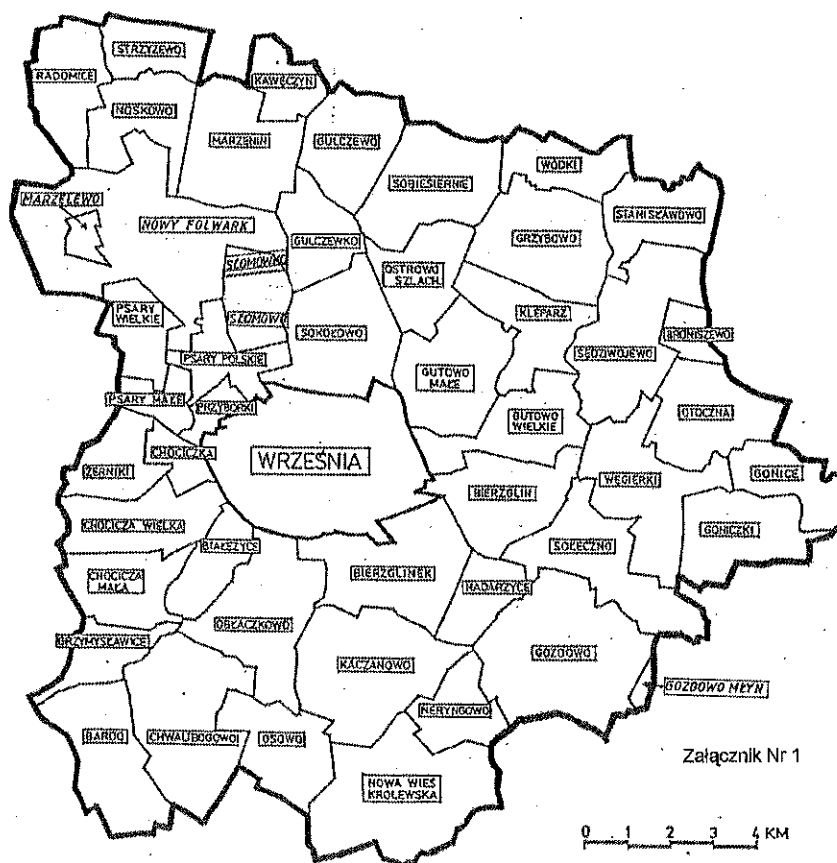 STRZYŻEWO
RADOMICE
KAWĘCZYN
NOSKOWO
MARZENIN
GULCZEWO
SOBIESIERNIE
WÓDKI
MARZELEWO
NOWY FOLWARK
STANISŁAWOWO
GULCZEWKO
GRZYBOWO
SŁOMÓWKO
OSTROWO
SZLACH.
PSARY
WIELKIE
SŁOMOWO
SOKOŁOWO
KLEPARZ
BRONISZEWO
PSARY POLSKIE
SĘDZIWOJEWO
GUTOWO
MAŁE
PSARY MAŁE
PRZYBORKI
GUTOWO
WIELKIE
OTOCZNA
CHOCICZKA
WRZEŚNIA
ŻERNIKI
BIERZGLIN
WĘGIERKI
GONICE
CHOCICZA WIELKA
GONICZKI
BIAŁĘŻYCE
BIERZGLINEK
SOŁECZNO
CHOCICZA
MAŁA
NADARZYCE
OBŁACZKOWO
GRZYMYSŁAWICE
KACZANOWO
GOZDOWO
GOZDOWO MŁYN
NERYNGOWO
BARDO
CHWALIBOGOWO
OSOWO
Załącznik Nr 1
NOWA WIEŚ
KRÓLEWSKA
0 1 2 3 4 KM